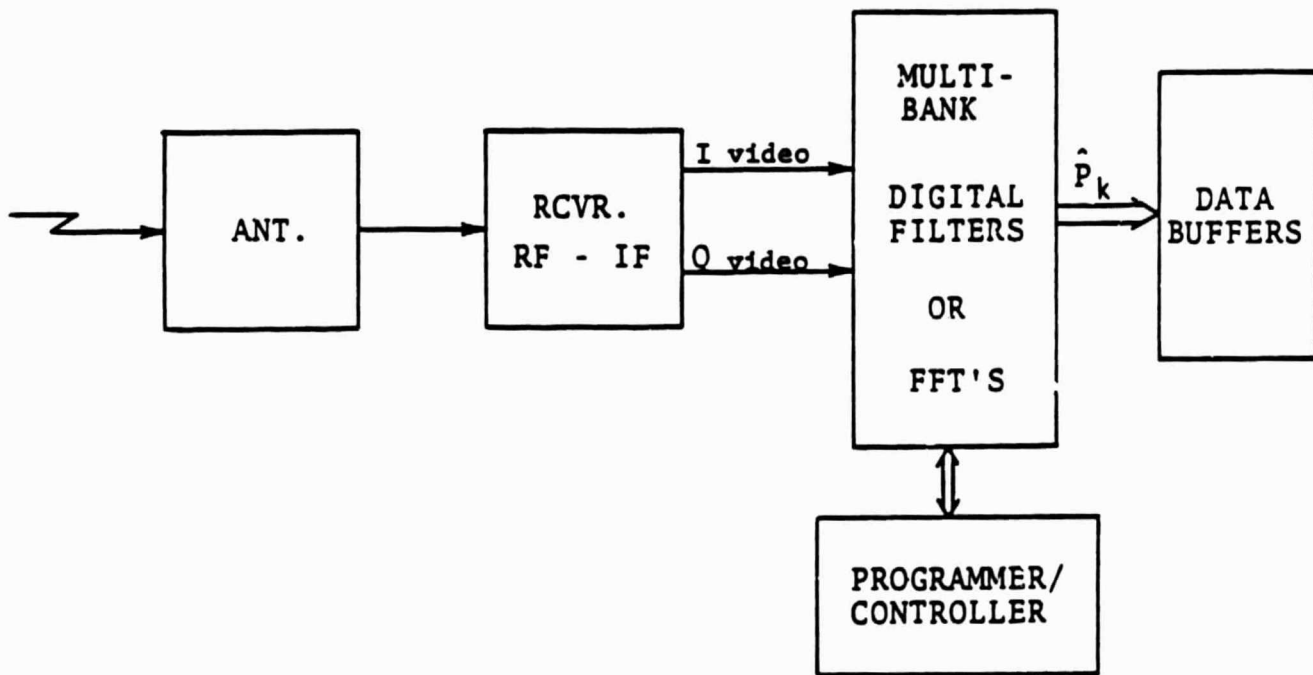 ANT.
RCVR.
RF - IF
I video
Q video
MULTI-
BANK
DIGITAL
FILTERS
OR
FFT'S
P̂k
DATA
BUFFERS
PROGRAMMER/
CONTROLLER